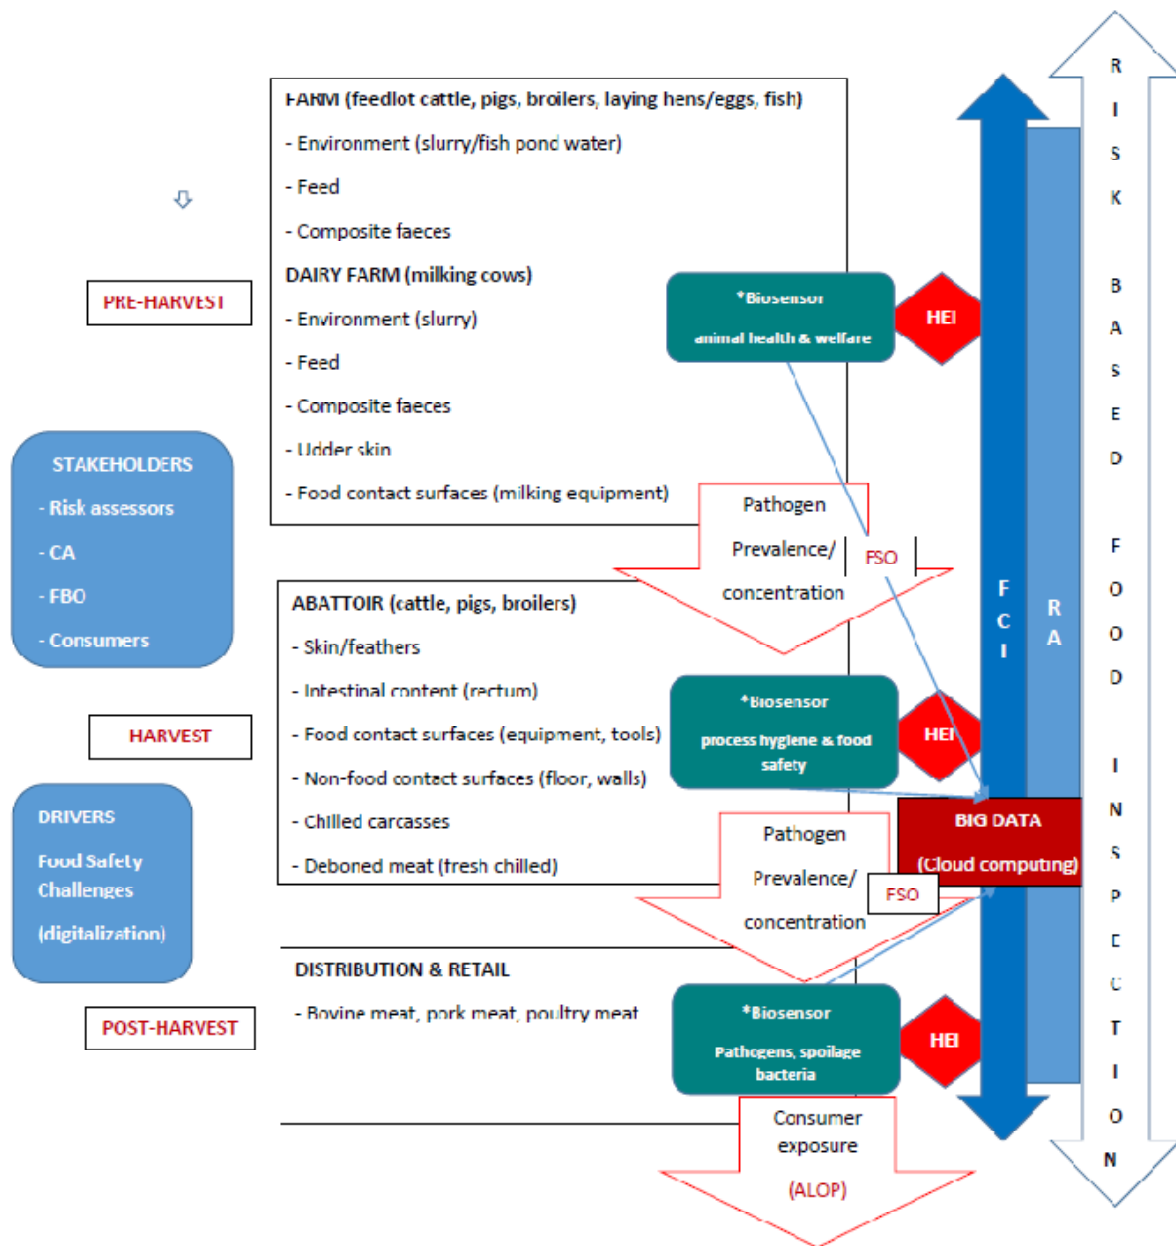 FARM (feedlot cattle, pigs, broilers, laying hens/eggs, fish)
- Environment (slurry/fish pond water)
- Feed
- Composite faeces
DAIRY FARM (milking cows)
- Environment (slurry)
- Feed
- Composite faeces
- Udder skin
- Food contact surfaces (milking equipment)
PRE-HARVEST
*Biosensor
animal health & welfare
HEI
STAKEHOLDERS
- Risk assessors
- CA
- FBO
- Consumers
Pathogen
Prevalence/
concentration
FSO
ABATTOIR (cattle, pigs, broilers)
- Skin/feathers
- Intestinal content (rectum)
- Food contact surfaces (equipment, tools)
- Non-food contact surfaces (floor, walls)
- Chilled carcasses
- Deboned meat (fresh chilled)
HARVEST
*Biosensor
process hygiene & food
safety
HEI
DRIVERS
Food Safety
Challenges
(digitalization)
Pathogen
Prevalence/
concentration
FSO
BIG DATA
(Cloud computing)
DISTRIBUTION & RETAIL
- Bovine meat, pork meat, poultry meat
POST-HARVEST
*Biosensor
Pathogens, spoilage
bacteria
HEI
Consumer
exposure
(ALOP)
FCI
RA
RISK BASED FOOD INSPECTION